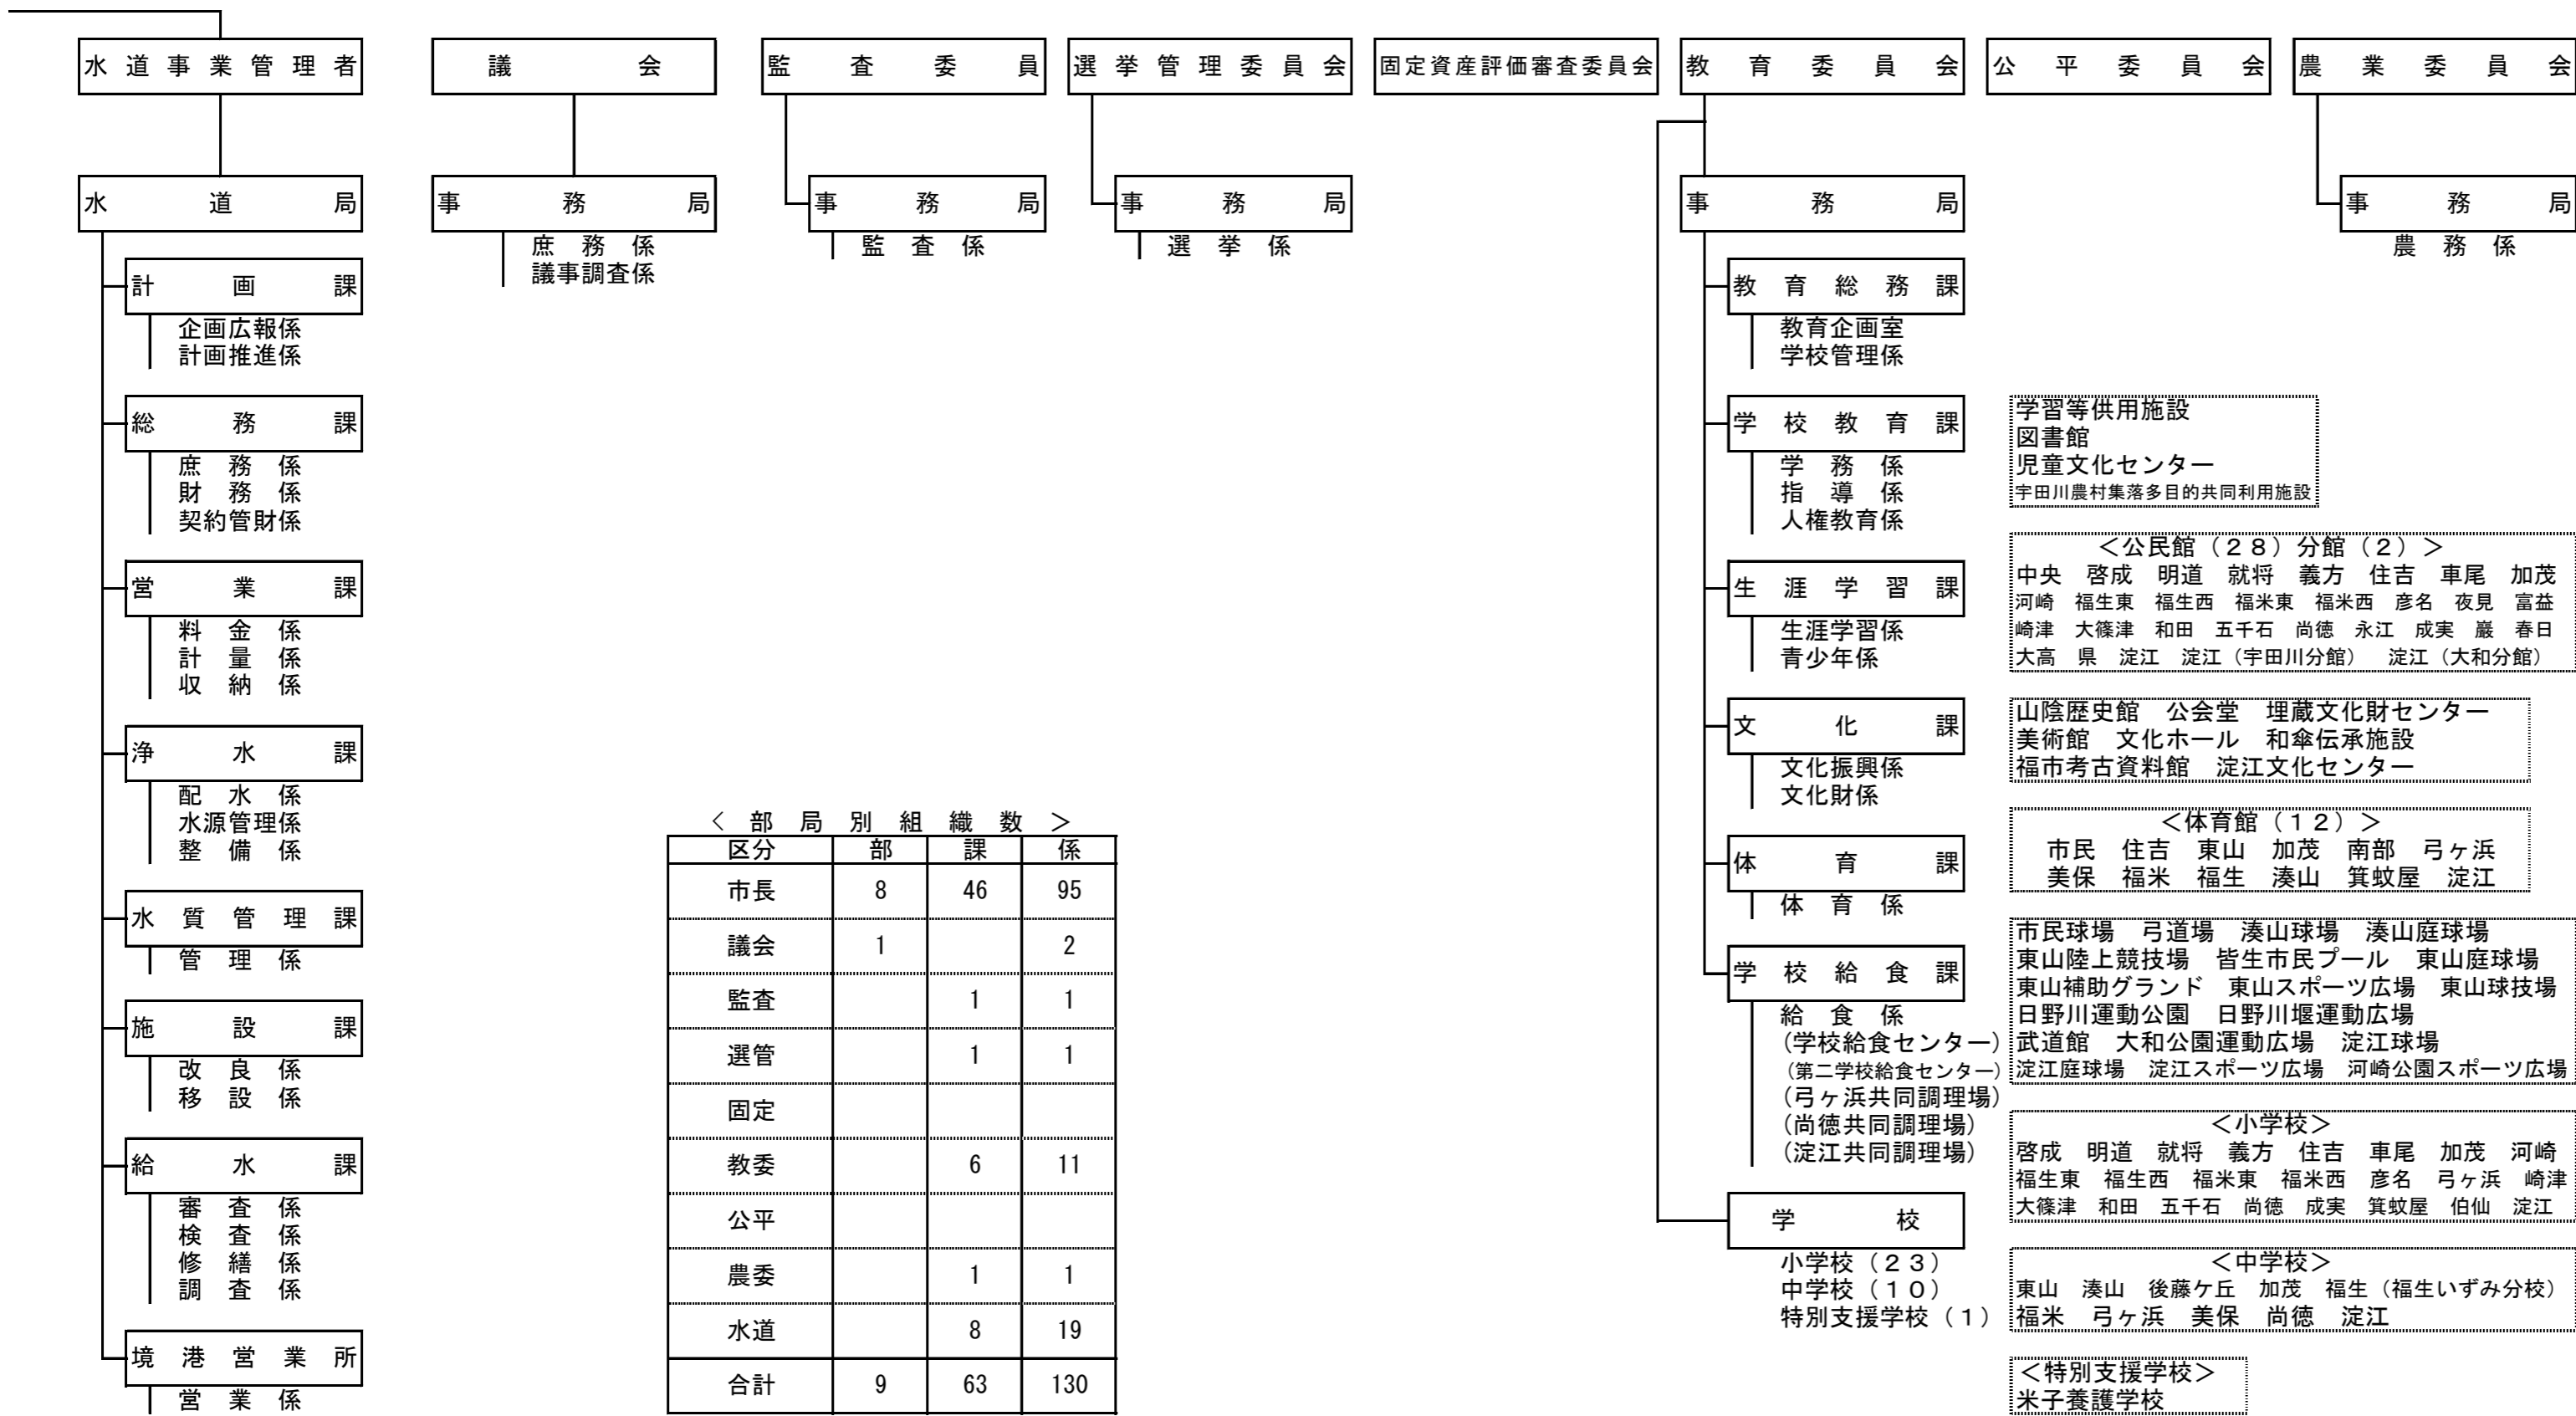 水道事業管理者
議会
監査委員
選挙管理委員会
固定資産評価審査委員会
教育委員会
公平委員会
農業委員会
水道局
計画課
企画広報係
計画推進係
総務課
庶務係
財務係
契約管財係
営業課
料金係
計量係
収納係
浄水課
配水係
水源管理係
整備係
水質管理課
管理係
施設課
改良係
移設係
給水課
審査係
検査係
修繕係
調査係
境港営業所
営業係
事務局
庶務係
議事調査係
事務局
監査係
事務局
選挙係
事務局
教育総務課
教育企画室
学校管理係
学校教育課
学務係
指導係
人権教育係
生涯学習課
生涯学習係
青少年係
文化課
文化振興係
文化財係
体育課
体育係
学校給食課
給食係
(学校給食センター)
(第二学校給食センター)
(弓ヶ浜共同調理場)
(尚徳共同調理場)
(淀江共同調理場)
学校
小学校（２３）
中学校（１０）
特別支援学校（１）
事務局
農務係
学習等供用施設
図書館
児童文化センター
宇田川農村集落多目的共同利用施設
＜公民館（２８）分館（２）＞
中央 啓成 明道 就将 義方 住吉 車尾 加茂
河崎 福生東 福生西 福米東 福米西 彦名 夜見 富益
崎津 大篠津 和田 五千石 尚徳 永江 成実 巌 春日
大高 県 淀江 淀江（宇田川分館） 淀江（大和分館）
山陰歴史館 公会堂 埋蔵文化財センター
美術館 文化ホール 和傘伝承施設
福市考古資料館 淀江文化センター
＜体育館（１２）＞
市民 住吉 東山 加茂 南部 弓ヶ浜
美保 福米 福生 湊山 箕蚊屋 淀江
市民球場 弓道場 湊山球場 湊山庭球場
東山陸上競技場 皆生市民プール 東山庭球場
東山補助グランド 東山スポーツ広場 東山球技場
日野川運動公園 日野川堰運動広場
武道館 大和公園運動広場 淀江球場
淀江庭球場 淀江スポーツ広場 河崎公園スポーツ広場
＜小学校＞
啓成 明道 就将 義方 住吉 車尾 加茂 河崎
福生東 福生西 福米東 福米西 彦名 弓ヶ浜 崎津
大篠津 和田 五千石 尚徳 成実 箕蚊屋 伯仙 淀江
＜中学校＞
東山 湊山 後藤ケ丘 加茂 福生（福生いずみ分校）
福米 弓ヶ浜 美保 尚徳 淀江
＜特別支援学校＞
米子養護学校
＜部局別組織数＞
区分 部 課 係
市長 8 46 95
議会 1 2
監査 1 1
選管 1 1
固定
教委 6 11
公平
農委 1 1
水道 8 19
合計 9 63 130